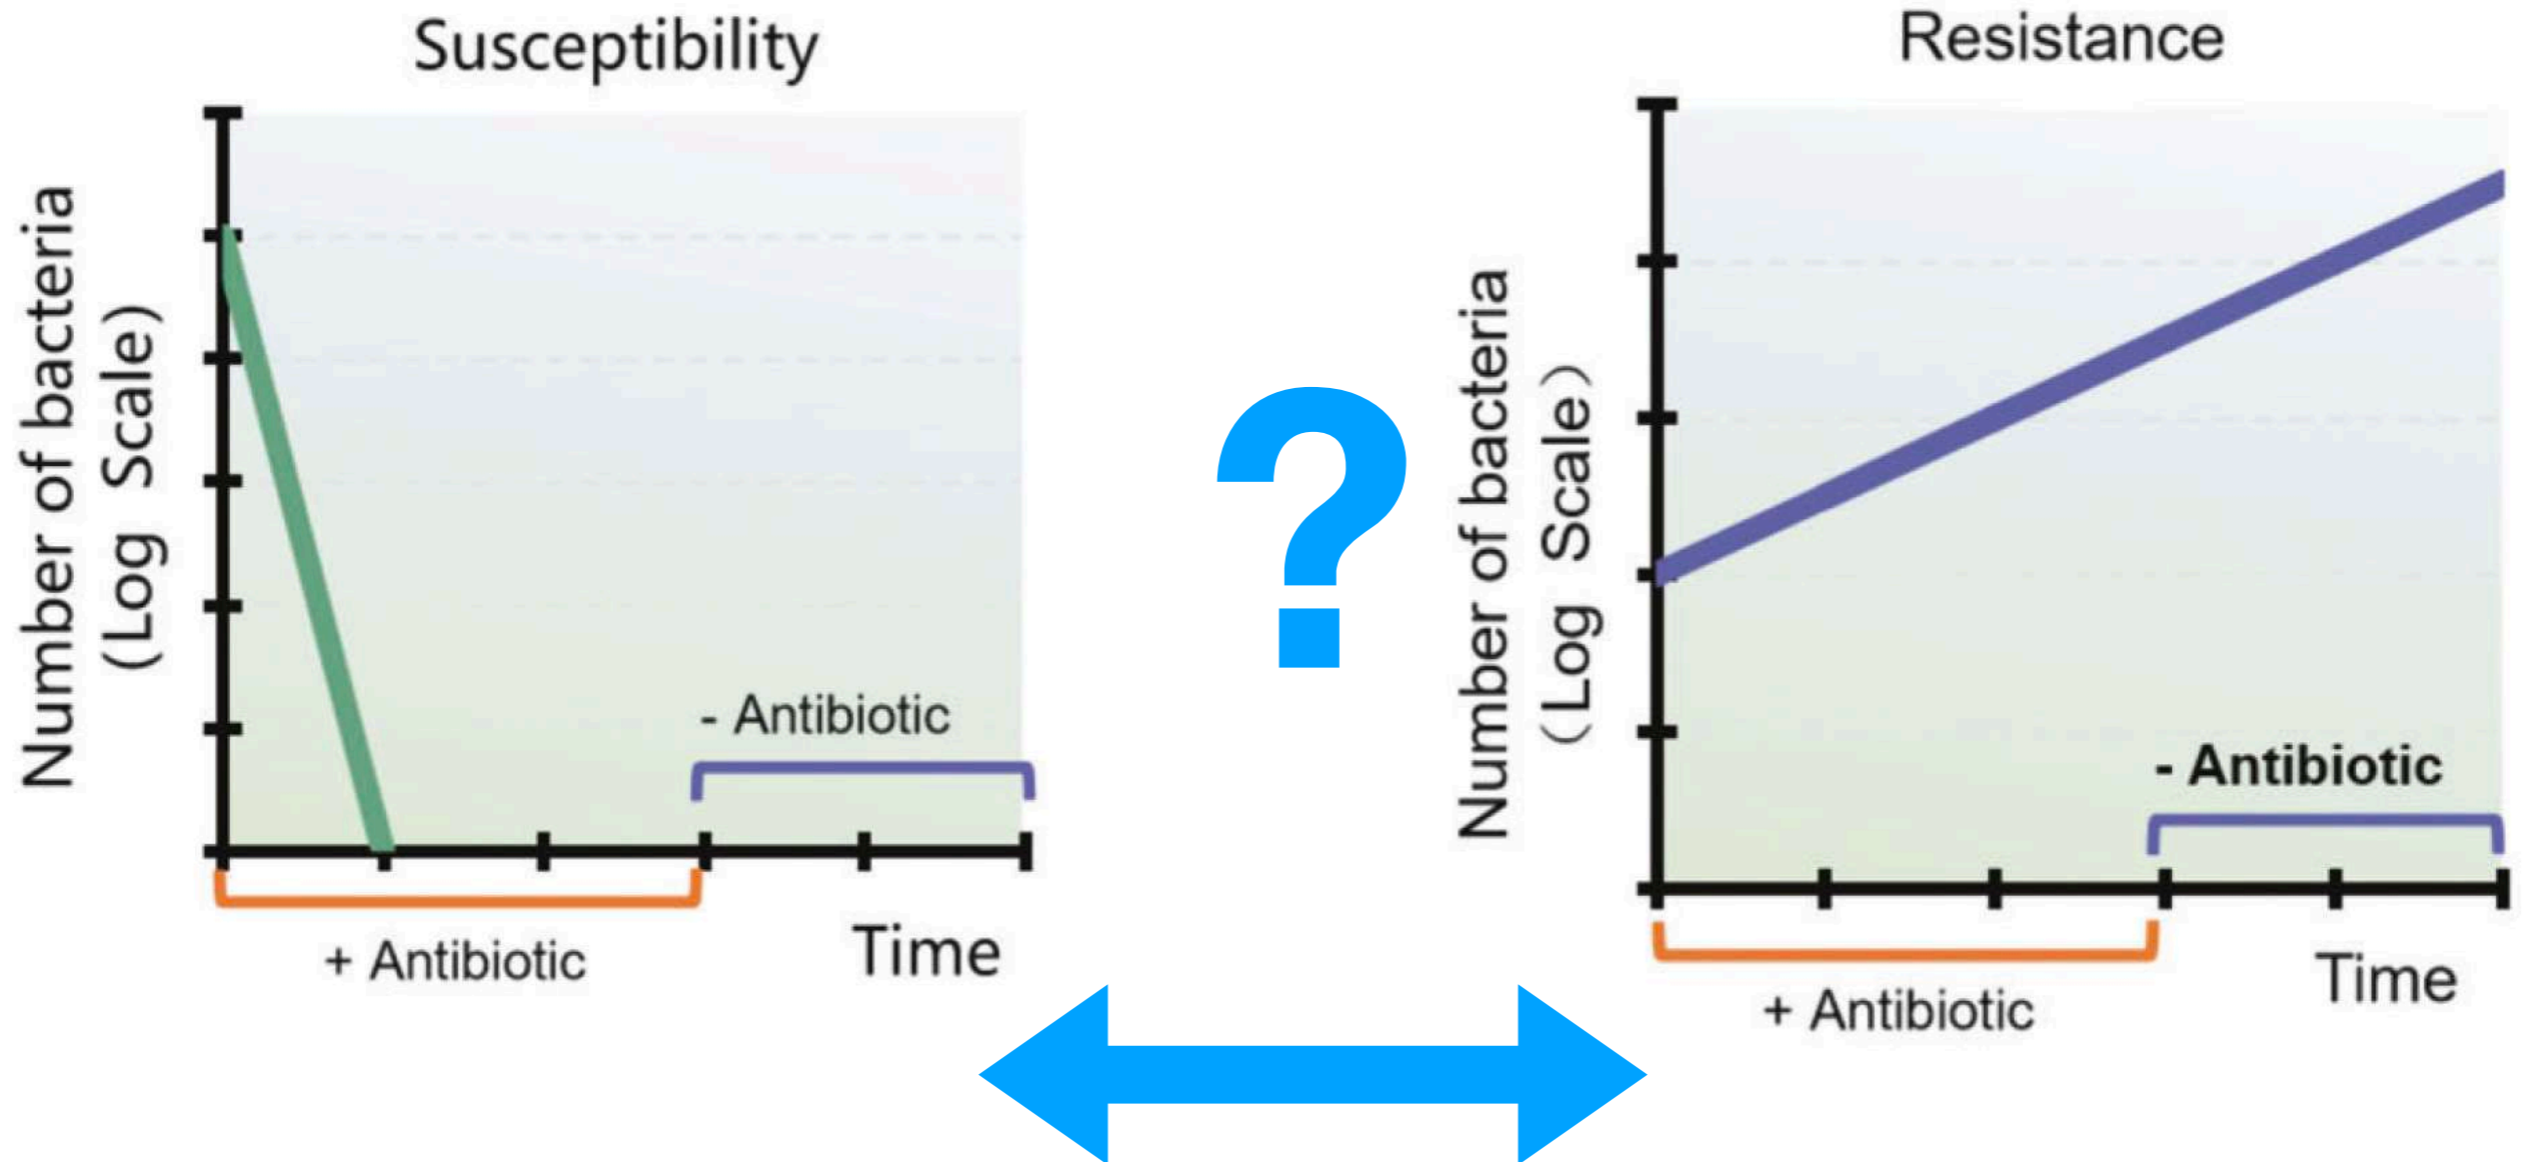 Susceptibility
Number of bacteria
(Log Scale)
- Antibiotic
+ Antibiotic
Time
?
Resistance
Number of bacteria
(Log Scale)
- Antibiotic
+ Antibiotic
Time